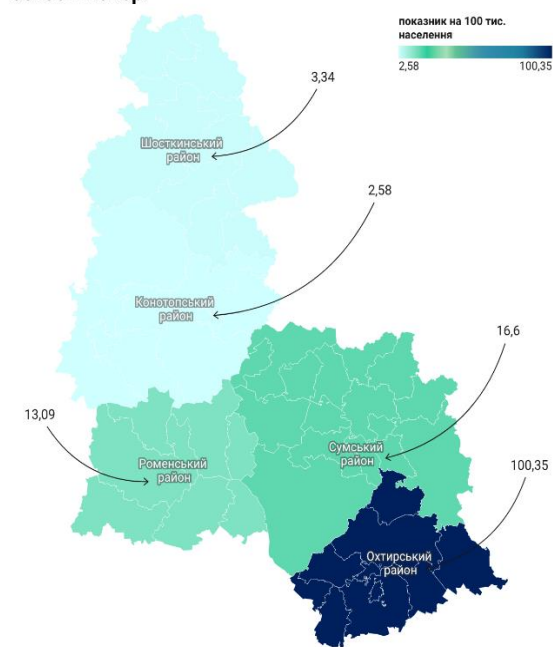 показник на 100 тис.
населення
2,58 100,35
3,34
Шосткинський
район
2,58
Конотопський
район
16,6
13,09
Сумський
район
Роменський
район
100,35
Охтирський
район